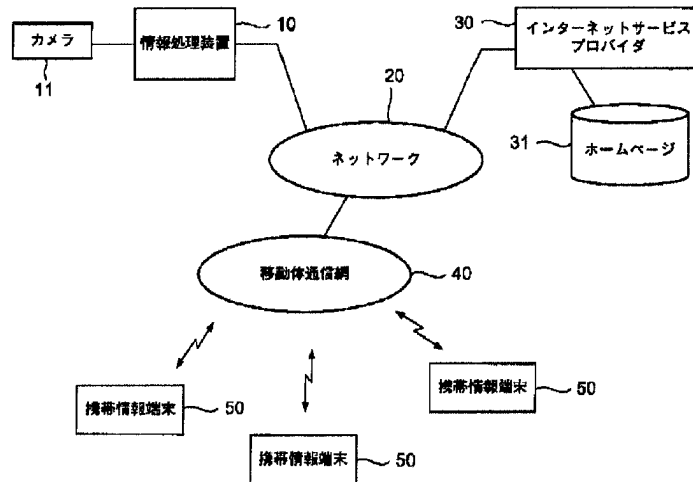 カメラ
11
情報処理装置
10
30
インターネットサービス
プロバイダ
20
ネットワーク
31
ホームページ
移動体通信網
40
携帯情報端末
50
携帯情報端末
50
携帯情報端末
50